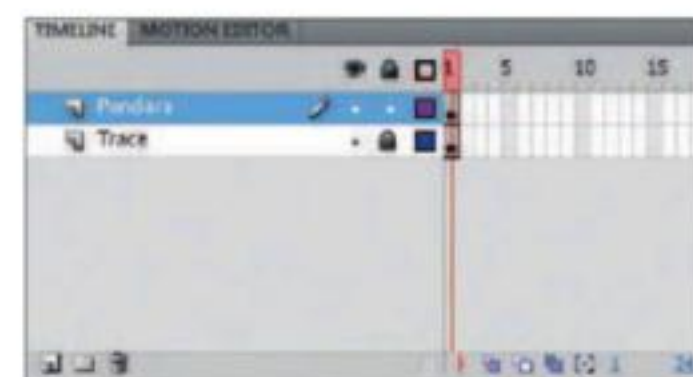 TIMELINE MOTION EDITOR
1 5 10 15
Pandara
Trace
1